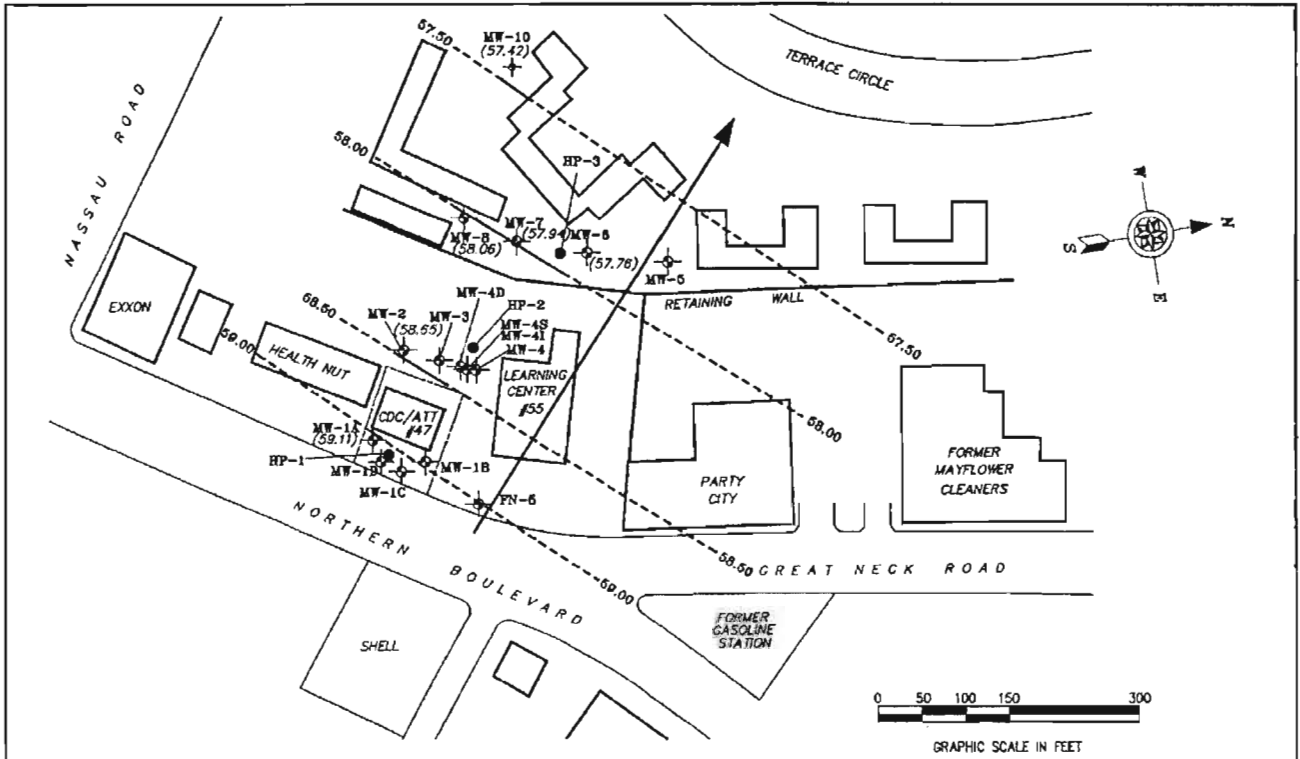 57.50
MW-10
(57.42)
TERRACE CIRCLE
NASSAU ROAD
58.00
HP-3
MW-7
(57.94)
MW-6
(57.76)
MW-8
(58.06)
MW-5
W
N
S
E
RETAINING WALL
EXXON
58.50
MW-4D
HP-2
MW-2
(58.65)
MW-3
MW-4S
MW-4I
MW-4
59.00
HEALTH NUT
LEARNING
CENTER
#55
57.50
CDC/ATT
#47
58.00
MW-1A
(59.11)
HP-1
MW-1D
MW-1B
MW-1C
FN-6
PARTY
CITY
FORMER
MAYFLOWER
CLEANERS
NORTHERN BOULEVARD
58.50
GREAT NECK ROAD
59.00
SHELL
FORMER
GASOLINE
STATION
0 50 100 150 300
GRAPHIC SCALE IN FEET